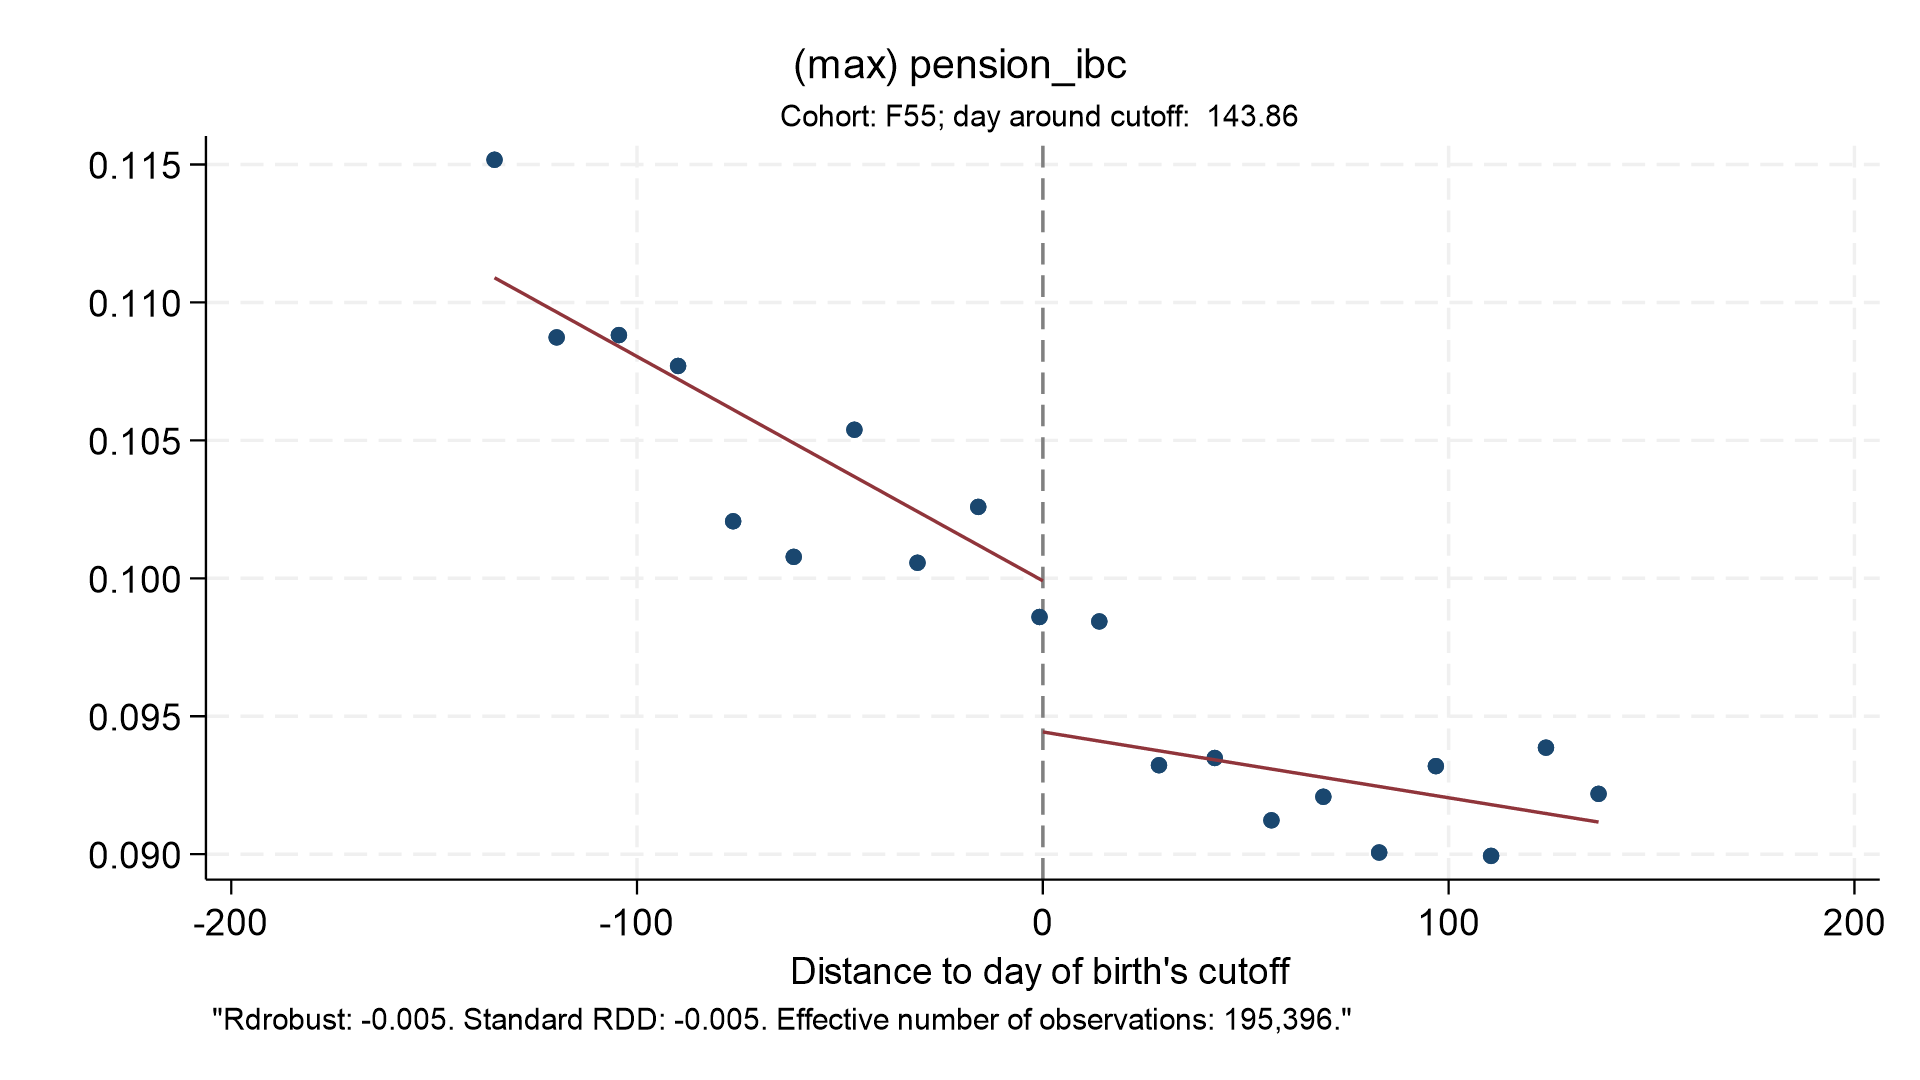 (max) pension_ibc
Cohort: F55; day around cutoff:  143.86
0.115
0.110
0.105
0.100
0.095
0.090
-200 -100 0 100 200
Distance to day of birth's cutoff
"Rdrobust: -0.005. Standard RDD: -0.005. Effective number of observations: 195,396."